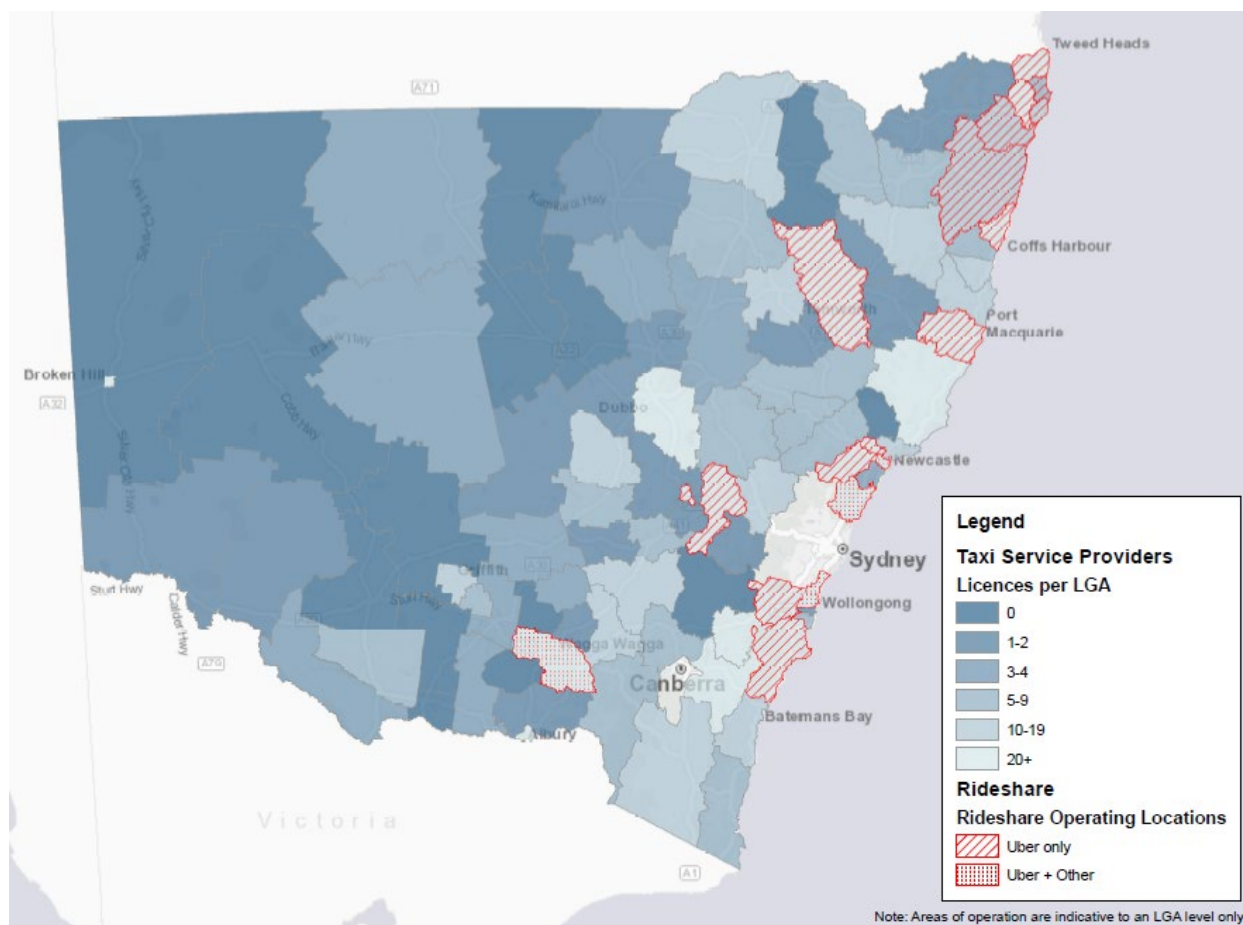 Tweed Heads
A71
Kamilaroi Hwy
Coffs Harbour
Port
Macquarie
Barrier Hwy
A32
Broken Hill
A32
Cobb Hwy
Silver City Hwy
Dubbo
Newcastle
Sydney
Griffith
Sturt Hwy
Sturt Hwy
Calder Hwy
A20
Wollongong
Wagga Wagga
A79
Canberra
Batemans Bay
Albury
Victoria
A1
Legend
Taxi Service Providers
Licences per LGA
0
1-2
3-4
5-9
10-19
20+
Rideshare
Rideshare Operating Locations
Uber only
Uber + Other
Note: Areas of operation are indicative to an LGA level only